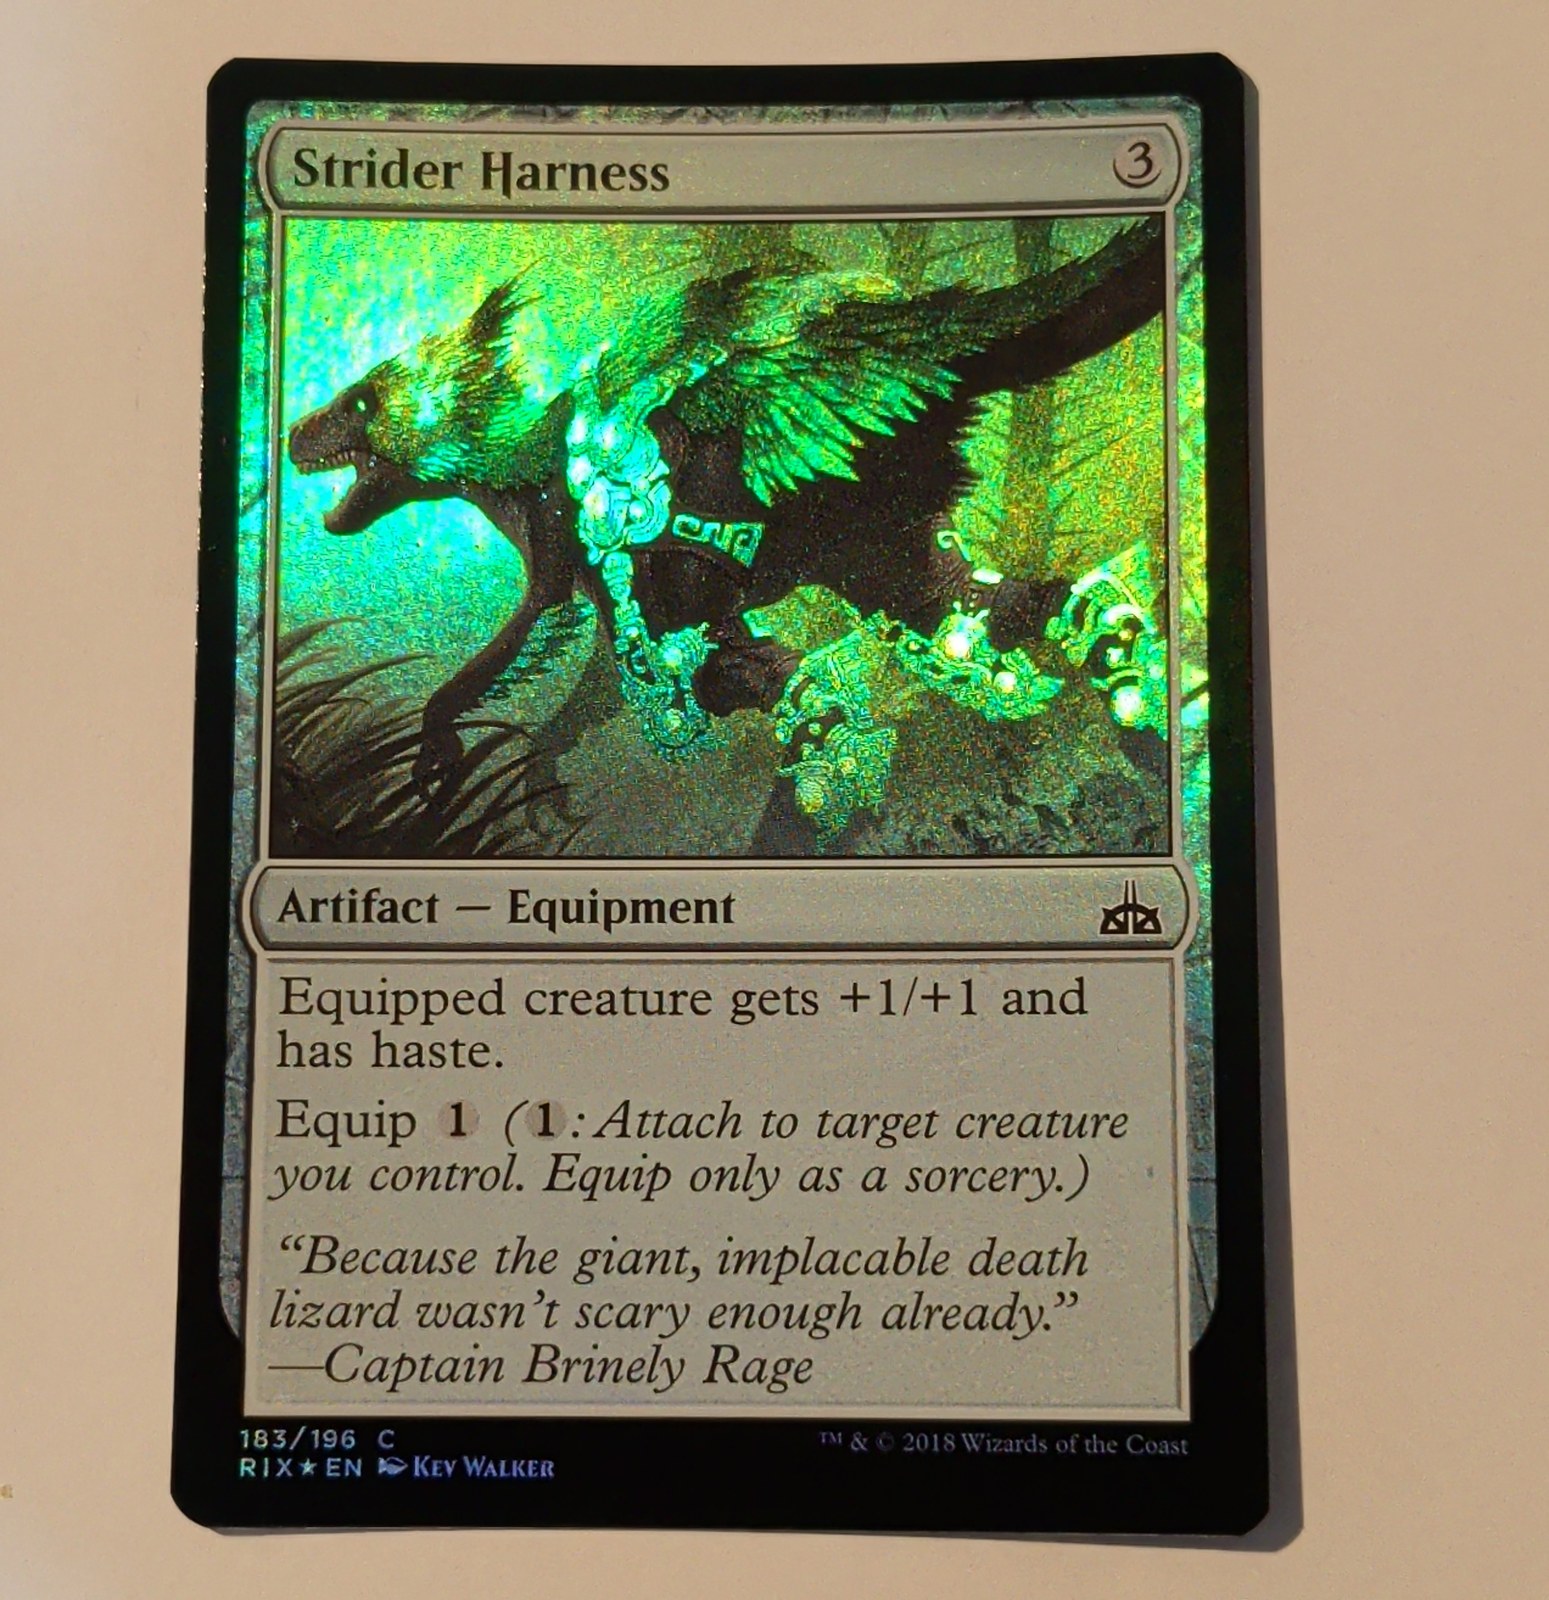 Strider Harness 3
Artifact — Equipment
Equipped creature gets +1/+1 and
has haste.
Equip 1 (1: Attach to target creature
you control. Equip only as a sorcery.)
“Because the giant, implacable death
lizard wasn’t scary enough already.”
—Captain Brinely Rage
183/196 C
RIX★EN Kev Walker
™ & © 2018 Wizards of the Coast